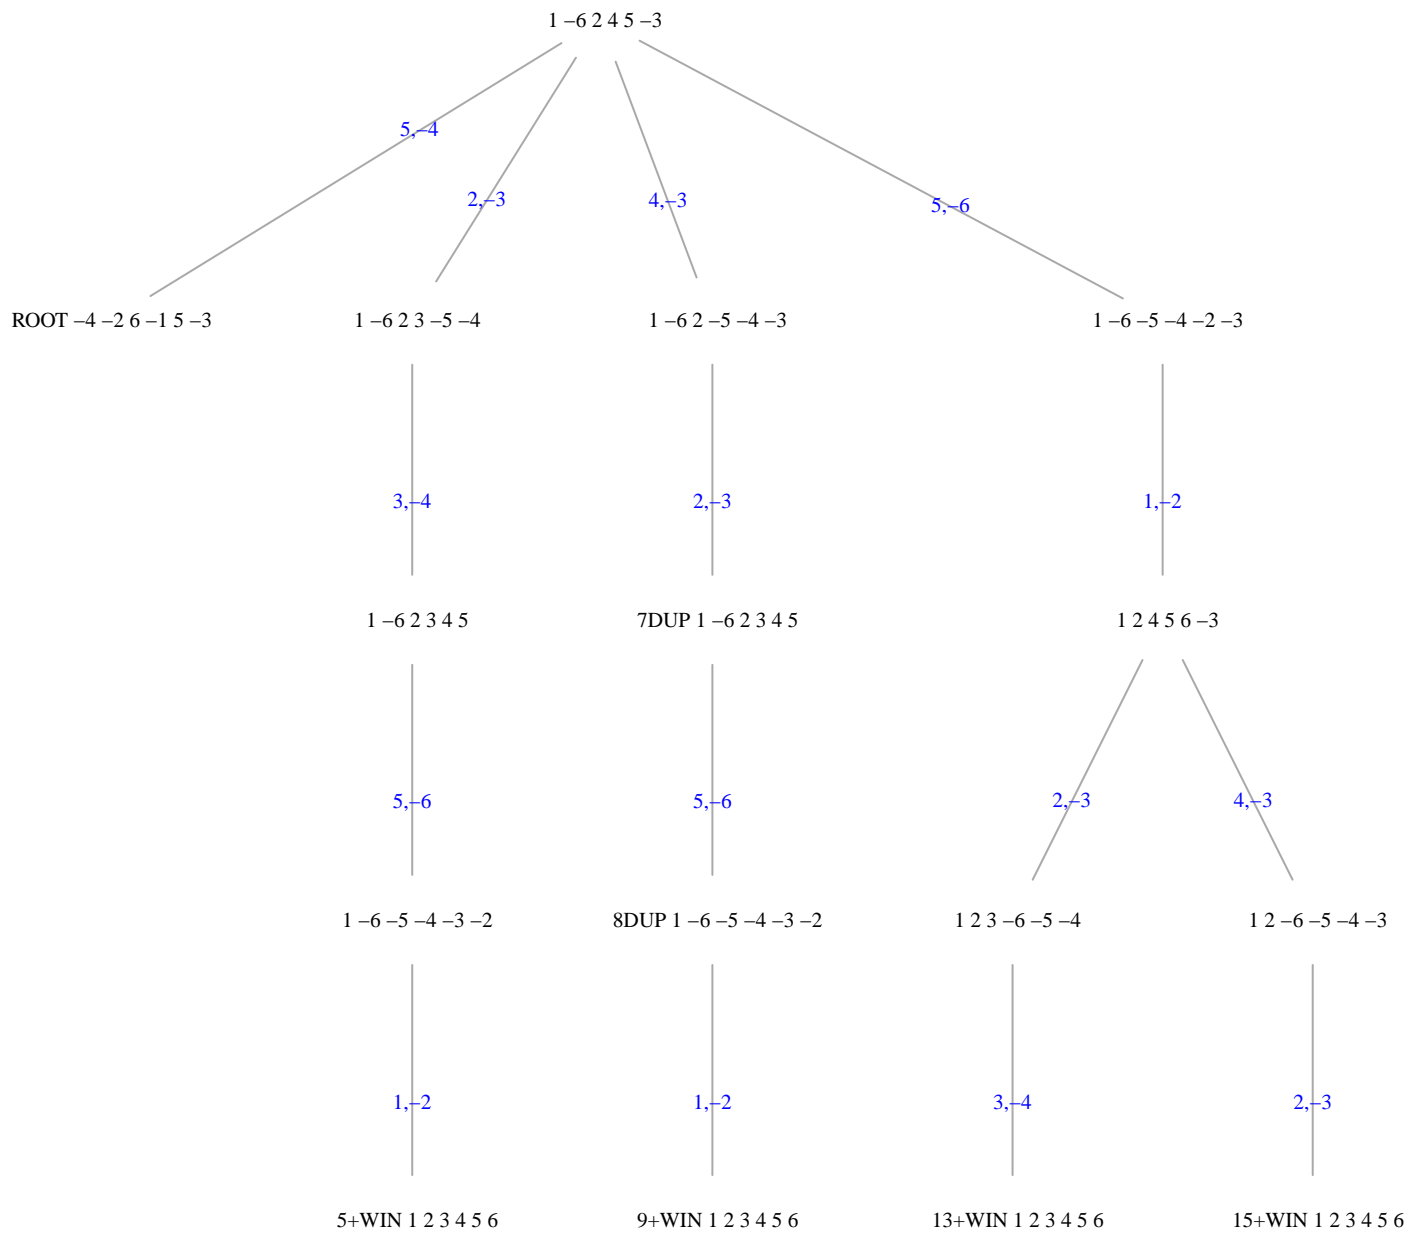 1 –6 2 4 5 –3
5,–4
2,–3
4,–3
5,–6
ROOT –4 –2 6 –1 5 –3
1 –6 2 3 –5 –4
1 –6 2 –5 –4 –3
1 –6 –5 –4 –2 –3
3,–4
2,–3
1,–2
1 –6 2 3 4 5
7DUP 1 –6 2 3 4 5
1 2 4 5 6 –3
5,–6
5,–6
2,–3
4,–3
1 –6 –5 –4 –3 –2
8DUP 1 –6 –5 –4 –3 –2
1 2 3 –6 –5 –4
1 2 –6 –5 –4 –3
1,–2
1,–2
3,–4
2,–3
5+WIN 1 2 3 4 5 6
9+WIN 1 2 3 4 5 6
13+WIN 1 2 3 4 5 6
15+WIN 1 2 3 4 5 6